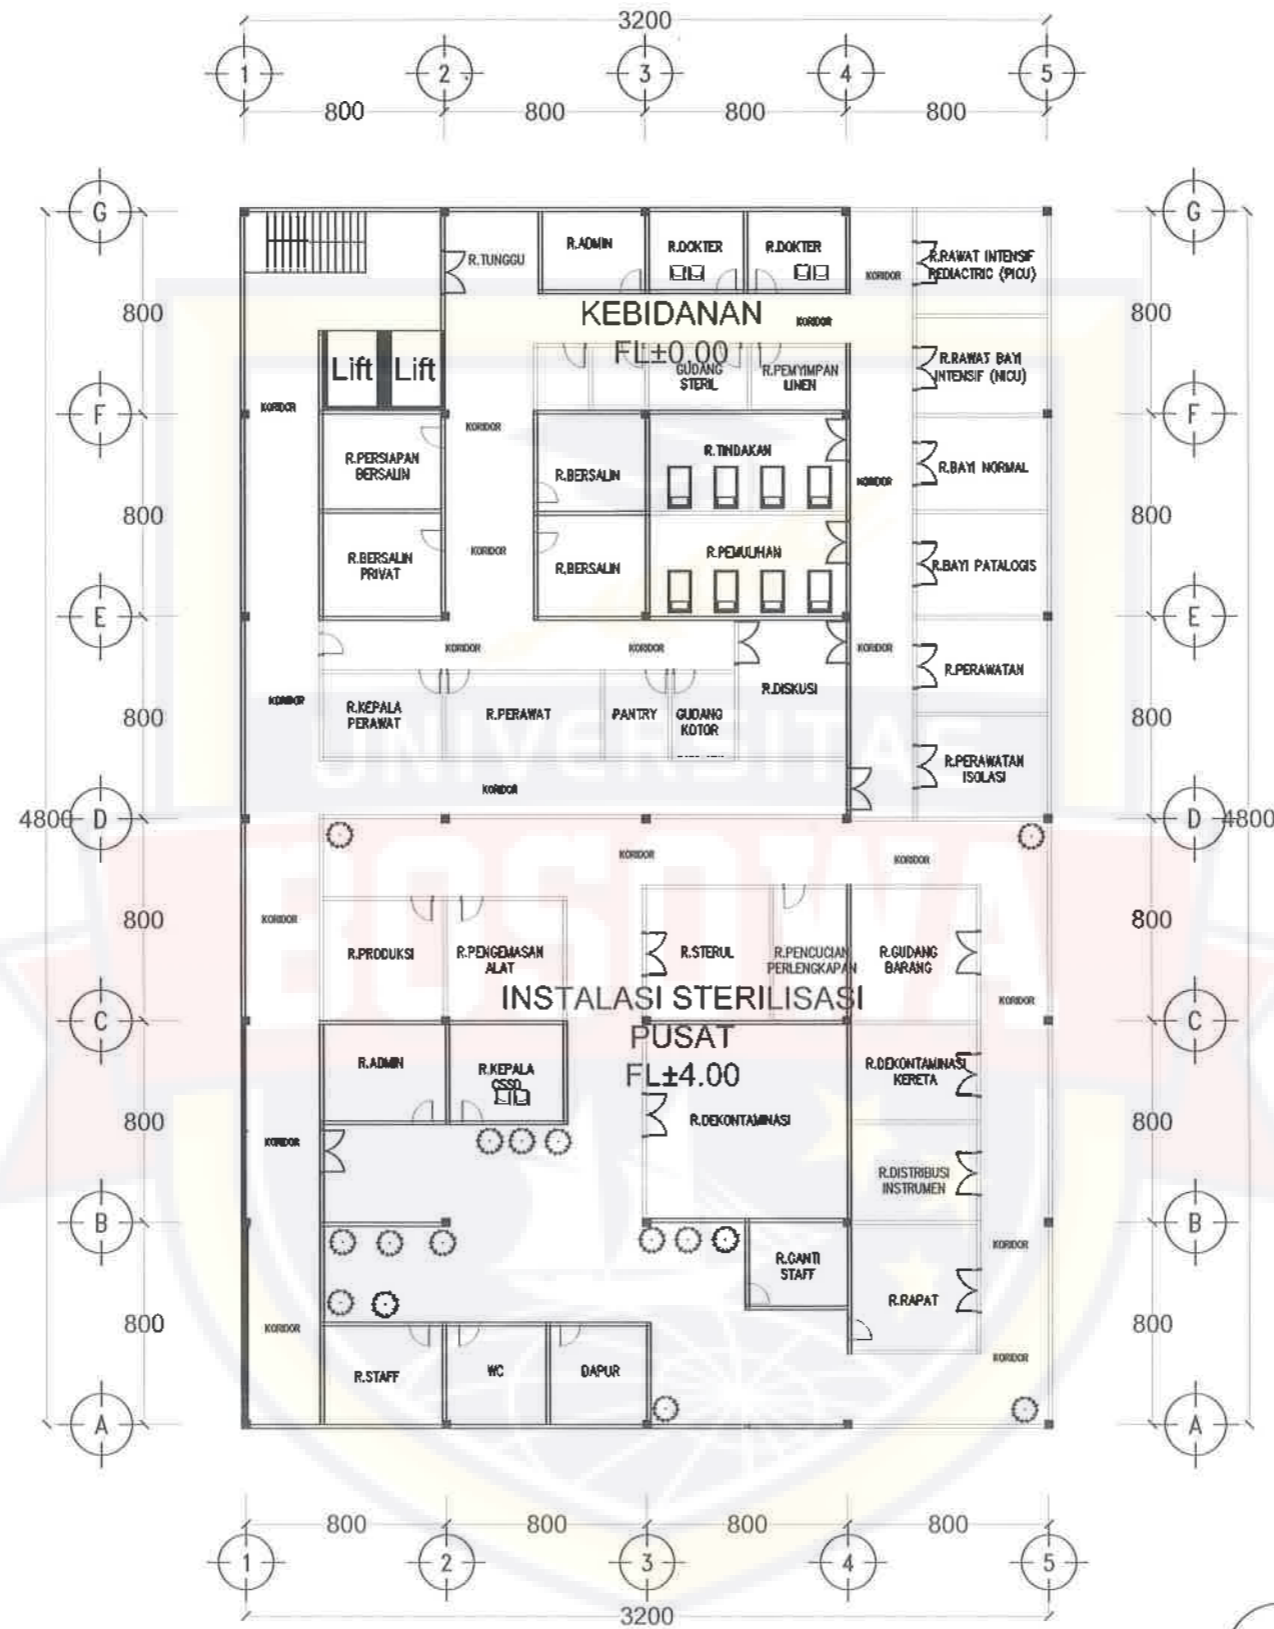 3200
1 2 3 4 5
800 800 800 800
G G
R.TUNGGU
R.ADMIN
R.DOKTER
R.DOKTER
KORIDOR
R.RAWAT INTENSIF
PEDIACTRIC (PICU)
800 800
KEBIDANAN
FL±0.00
KORIDOR
Lift Lift
GUDANG
STERIL
R.PEMYIMPAN
LINEN
R.RAWAT BAYI
INTENSIF (NICU)
KORIDOR
F F
KORIDOR
R.PERSIAPAN
BERSALIN
R.BERSALIN
R.TINDAKAN
KORIDOR
R.BAYI NORMAL
800 800
R.BERSALIN
PRIVAT
KORIDOR
R.BERSALIN
R.PEMULIHAN
R.BAYI PATALOGIS
E E
KORIDOR
KORIDOR
KORIDOR
R.PERAWATAN
KORIDOR
R.KEPALA
PERAWAT
R.PERAWAT
PANTRY
GUDANG
KOTOR
R.DISKUSI
800 800
UNIVERSITAS
R.PERAWATAN
ISOLASI
KORIDOR
4800 D D 4800
BOSOWA
KORIDOR
KORIDOR
800 800
KORIDOR
R.PRODUKSI
R.PENGEMASAN
ALAT
R.STERUL
R.PENCUCIAN
PERLENGKAPAN
R.GUDANG
BARANG
KORIDOR
INSTALASI STERILISASI
PUSAT
FL±4.00
C C
R.ADMIN
R.KEPALA
CSSD
R.DEKONTAMINASI
KERETA
R.DEKONTAMINASI
800 800
KORIDOR
R.DISTRIBUSI
INSTRUMEN
B B
KORIDOR
R.GANTI
STAFF
R.RAPAT
800 800
KORIDOR
KORIDOR
R.STAFF
WC
DAPUR
A A
800 800 800 800
1 2 3 4 5
3200